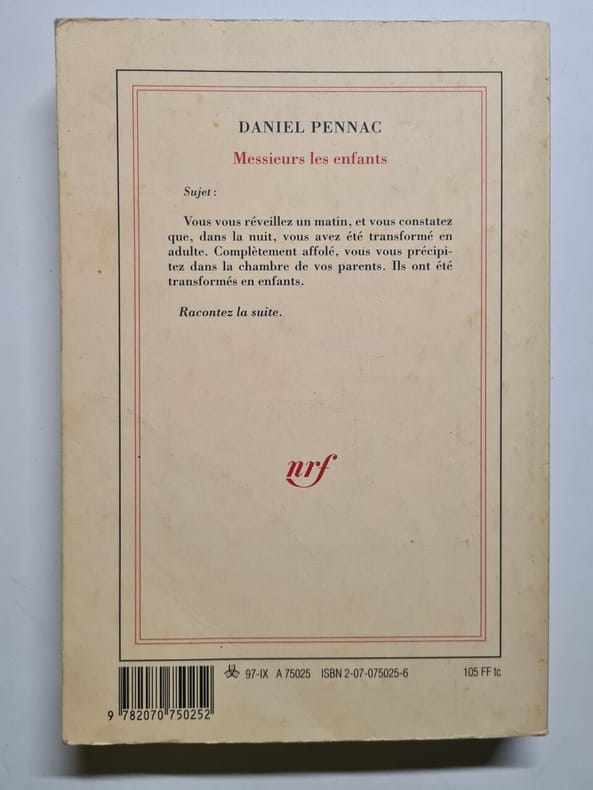 DANIEL PENNAC
Messieurs les enfants
Sujet :
Vous vous réveillez un matin, et vous constatez
que, dans la nuit, vous avez été transformé en
adulte. Complètement affolé, vous vous précipi-
tez dans la chambre de vos parents. Ils ont été
transformés en enfants.
Racontez la suite.
nrf
97-IX A 75025 ISBN 2-07-075025-6 105 FF tc
9 782070 750252